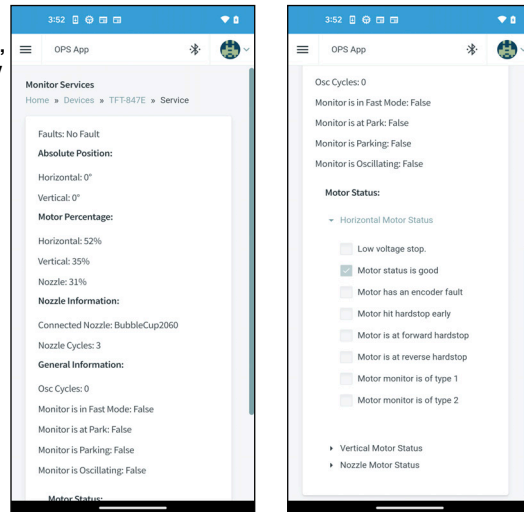 3:52
OPS App
Monitor Services
Home » Devices » TFT-847E » Service
Faults: No Fault
Absolute Position:
Horizontal: 0°
Vertical: 0°
Motor Percentage:
Horizontal: 52%
Vertical: 35%
Nozzle: 31%
Nozzle Information:
Connected Nozzle: BubbleCup2060
Nozzle Cycles: 3
General Information:
Osc Cycles: 0
Monitor is in Fast Mode: False
Monitor is at Park: False
Monitor is Parking: False
Monitor is Oscillating: False
Motor Status:
3:52
OPS App
Osc Cycles: 0
Monitor is in Fast Mode: False
Monitor is at Park: False
Monitor is Parking: False
Monitor is Oscillating: False
Motor Status:
Horizontal Motor Status
Low voltage stop.
Motor status is good
Motor has an encoder fault
Motor hit hardstop early
Motor is at forward hardstop
Motor is at reverse hardstop
Motor monitor is of type 1
Motor monitor is of type 2
Vertical Motor Status
Nozzle Motor Status